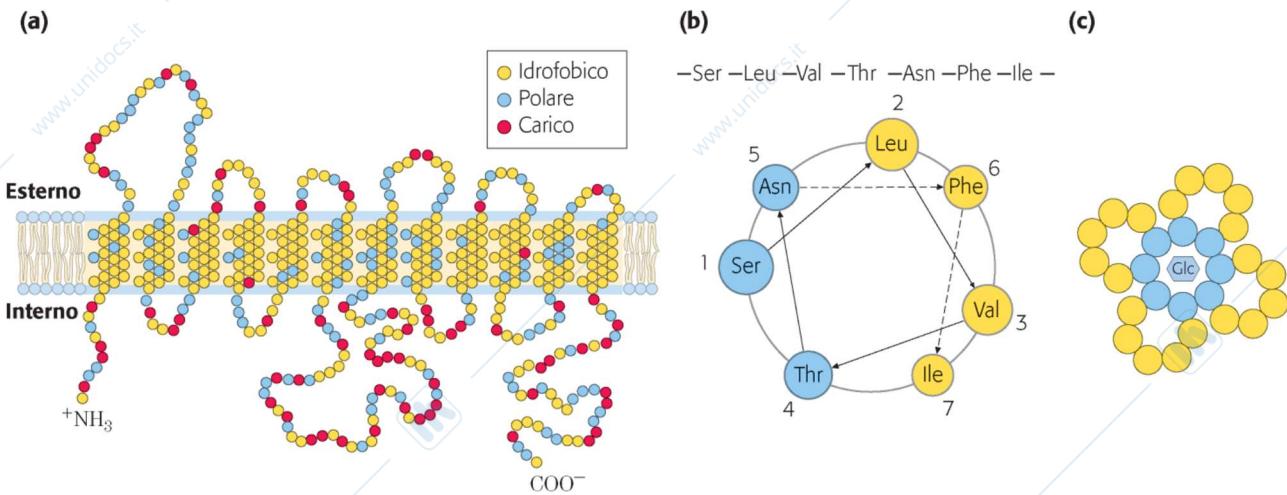 (a)
www.unidocs.it
Idrofobico
Polare
Carico
Esterno
Interno
⁺NH₃
COO⁻
(b)
—Ser —Leu —Val —Thr —Asn —Phe —Ile —
www.unidocs.it
2
Leu
5
Asn
6
Phe
1
Ser
Val
3
Thr
4
Ile
7
(c)
Glc